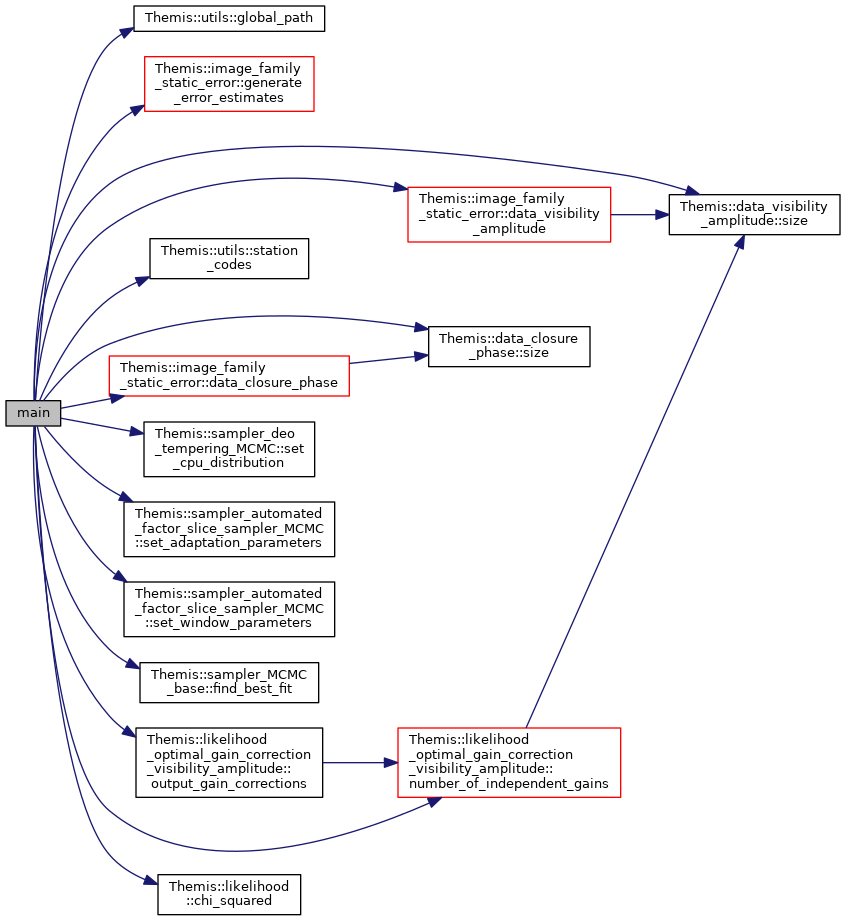 Themis::utils::global_path
Themis::image_family
_static_error::generate
_error_estimates
Themis::image_family
_static_error::data_visibility
_amplitude
Themis::data_visibility
_amplitude::size
Themis::utils::station
_codes
Themis::data_closure
_phase::size
Themis::image_family
_static_error::data_closure_phase
main
Themis::sampler_deo
_tempering_MCMC::set
_cpu_distribution
Themis::sampler_automated
_factor_slice_sampler_MCMC
::set_adaptation_parameters
Themis::sampler_automated
_factor_slice_sampler_MCMC
::set_window_parameters
Themis::sampler_MCMC
_base::find_best_fit
Themis::likelihood
_optimal_gain_correction
_visibility_amplitude::
output_gain_corrections
Themis::likelihood
_optimal_gain_correction
_visibility_amplitude::
number_of_independent_gains
Themis::likelihood
::chi_squared